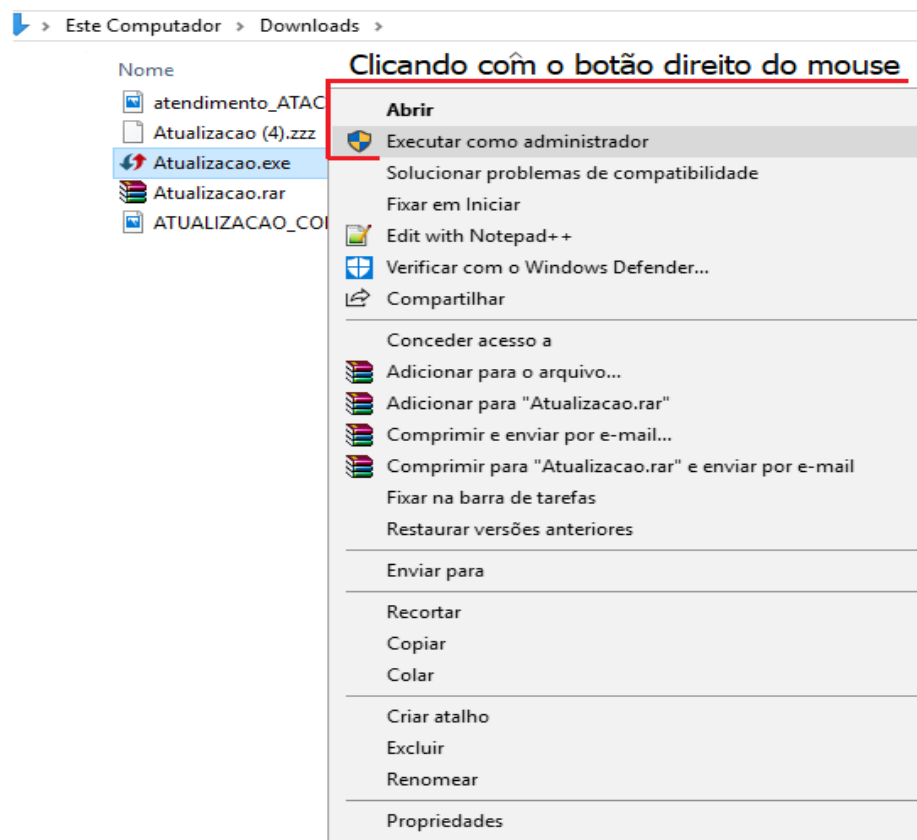 Este Computador > Downloads >
Clicando com o botão direito do mouse
Nome
atendimento_ATAC
Atualizacao (4).zzz
Atualizacao.exe
Atualizacao.rar
ATUALIZACAO_CO
Abrir
Executar como administrador
Solucionar problemas de compatibilidade
Fixar em Iniciar
Edit with Notepad++
Verificar com o Windows Defender...
Compartilhar
Conceder acesso a
Adicionar para o arquivo...
Adicionar para "Atualizacao.rar"
Comprimir e enviar por e-mail...
Comprimir para "Atualizacao.rar" e enviar por e-mail
Fixar na barra de tarefas
Restaurar versões anteriores
Enviar para
Recortar
Copiar
Colar
Criar atalho
Excluir
Renomear
Propriedades